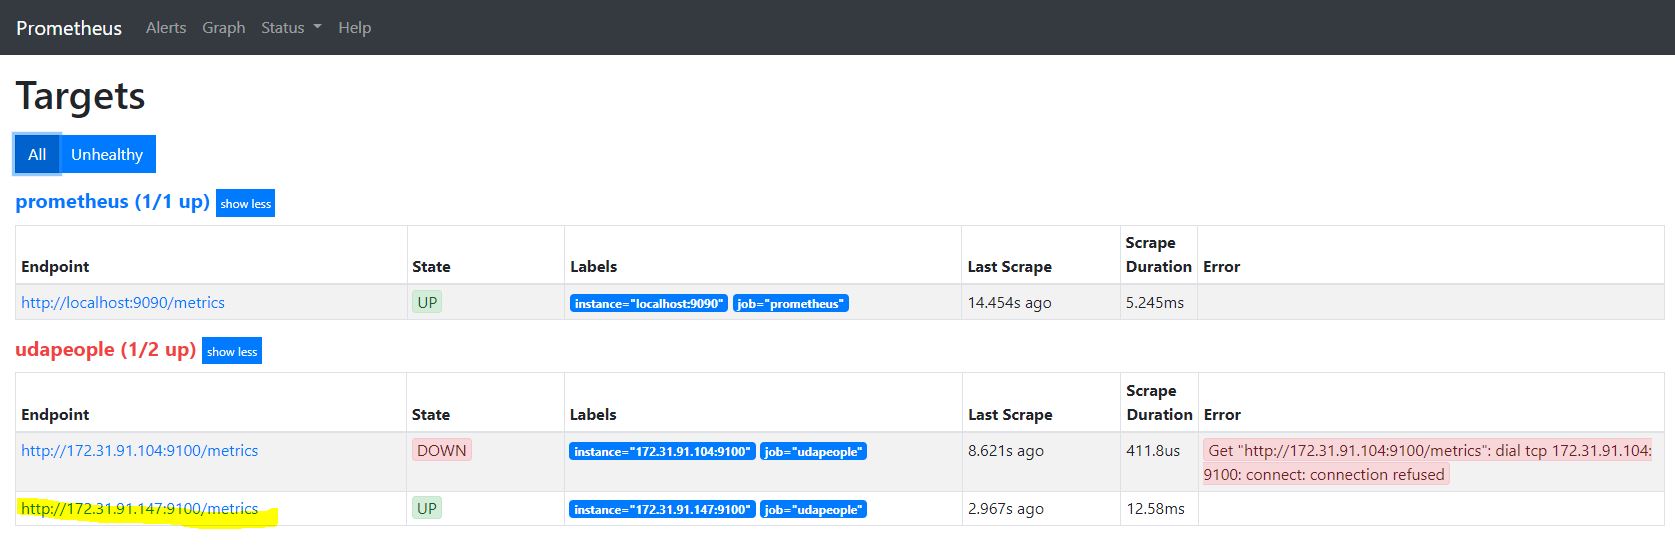 Prometheus Alerts Graph Status Help
Targets
All Unhealthy
prometheus (1/1 up) show less
Endpoint State Labels Last Scrape Scrape Duration Error
http://localhost:9090/metrics UP instance="localhost:9090" job="prometheus" 14.454s ago 5.245ms
udapeople (1/2 up) show less
Endpoint State Labels Last Scrape Scrape Duration Error
http://172.31.91.104:9100/metrics DOWN instance="172.31.91.104:9100" job="udapeople" 8.621s ago 411.8us Get "http://172.31.91.104:9100/metrics": dial tcp 172.31.91.104:
9100: connect: connection refused
http://172.31.91.147:9100/metrics UP instance="172.31.91.147:9100" job="udapeople" 2.967s ago 12.58ms